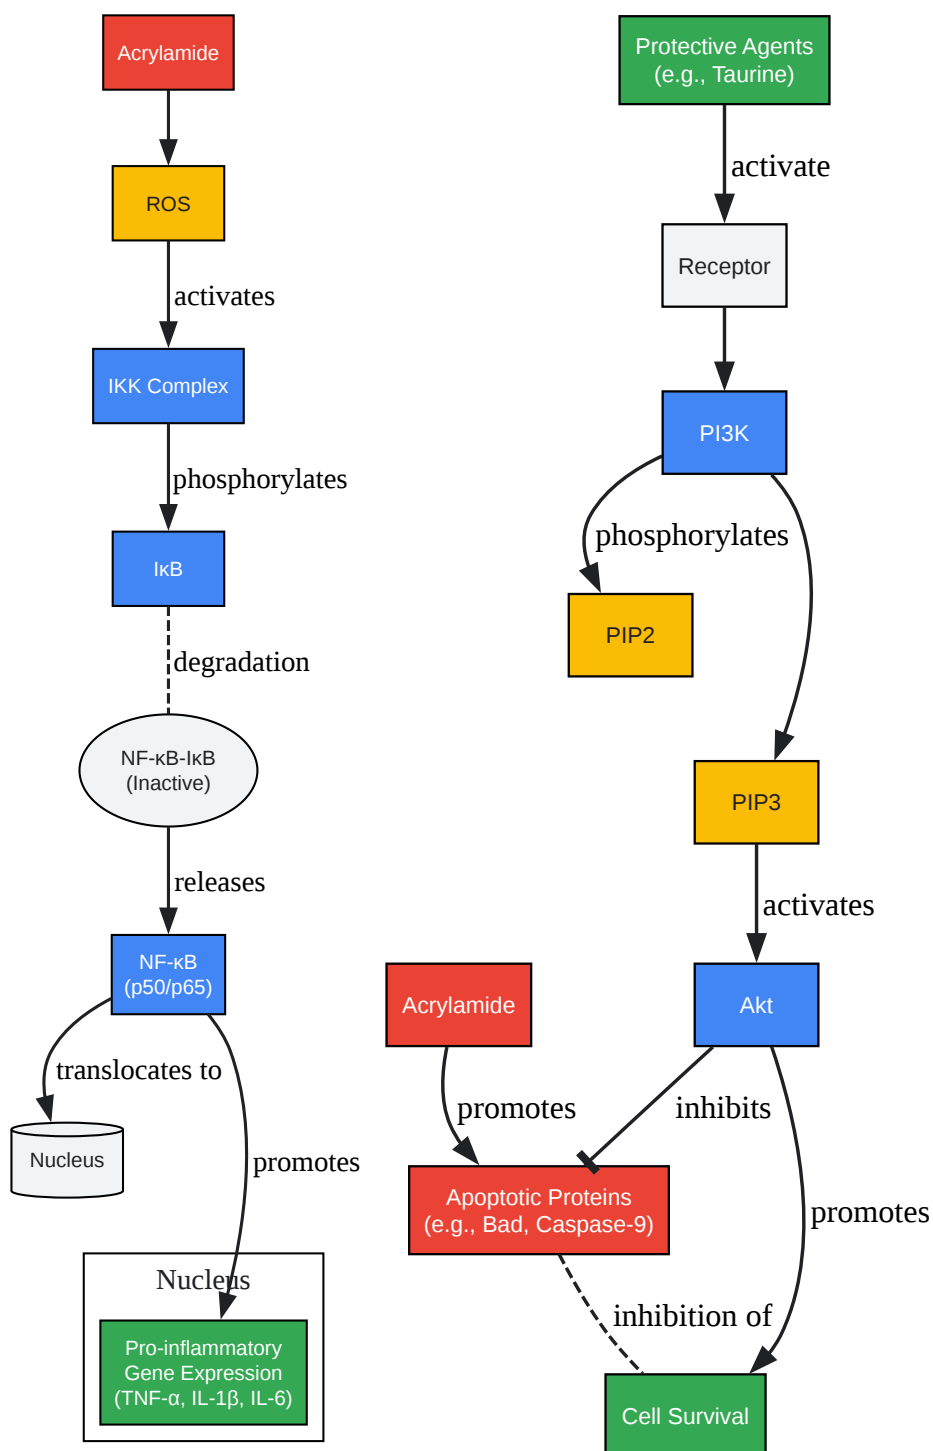 Acrylamide
ROS
activates
IKK Complex
phosphorylates
IκB
degradation
NF-κB-IκB
(Inactive)
releases
NF-κB
(p50/p65)
translocates to
Nucleus
promotes
Nucleus
Pro-inflammatory
Gene Expression
(TNF-α, IL-1β, IL-6)
Protective Agents
(e.g., Taurine)
activate
Receptor
PI3K
phosphorylates
PIP2
PIP3
activates
Acrylamide
Akt
promotes
inhibits
Apoptotic Proteins
(e.g., Bad, Caspase-9)
promotes
inhibition of
Cell Survival